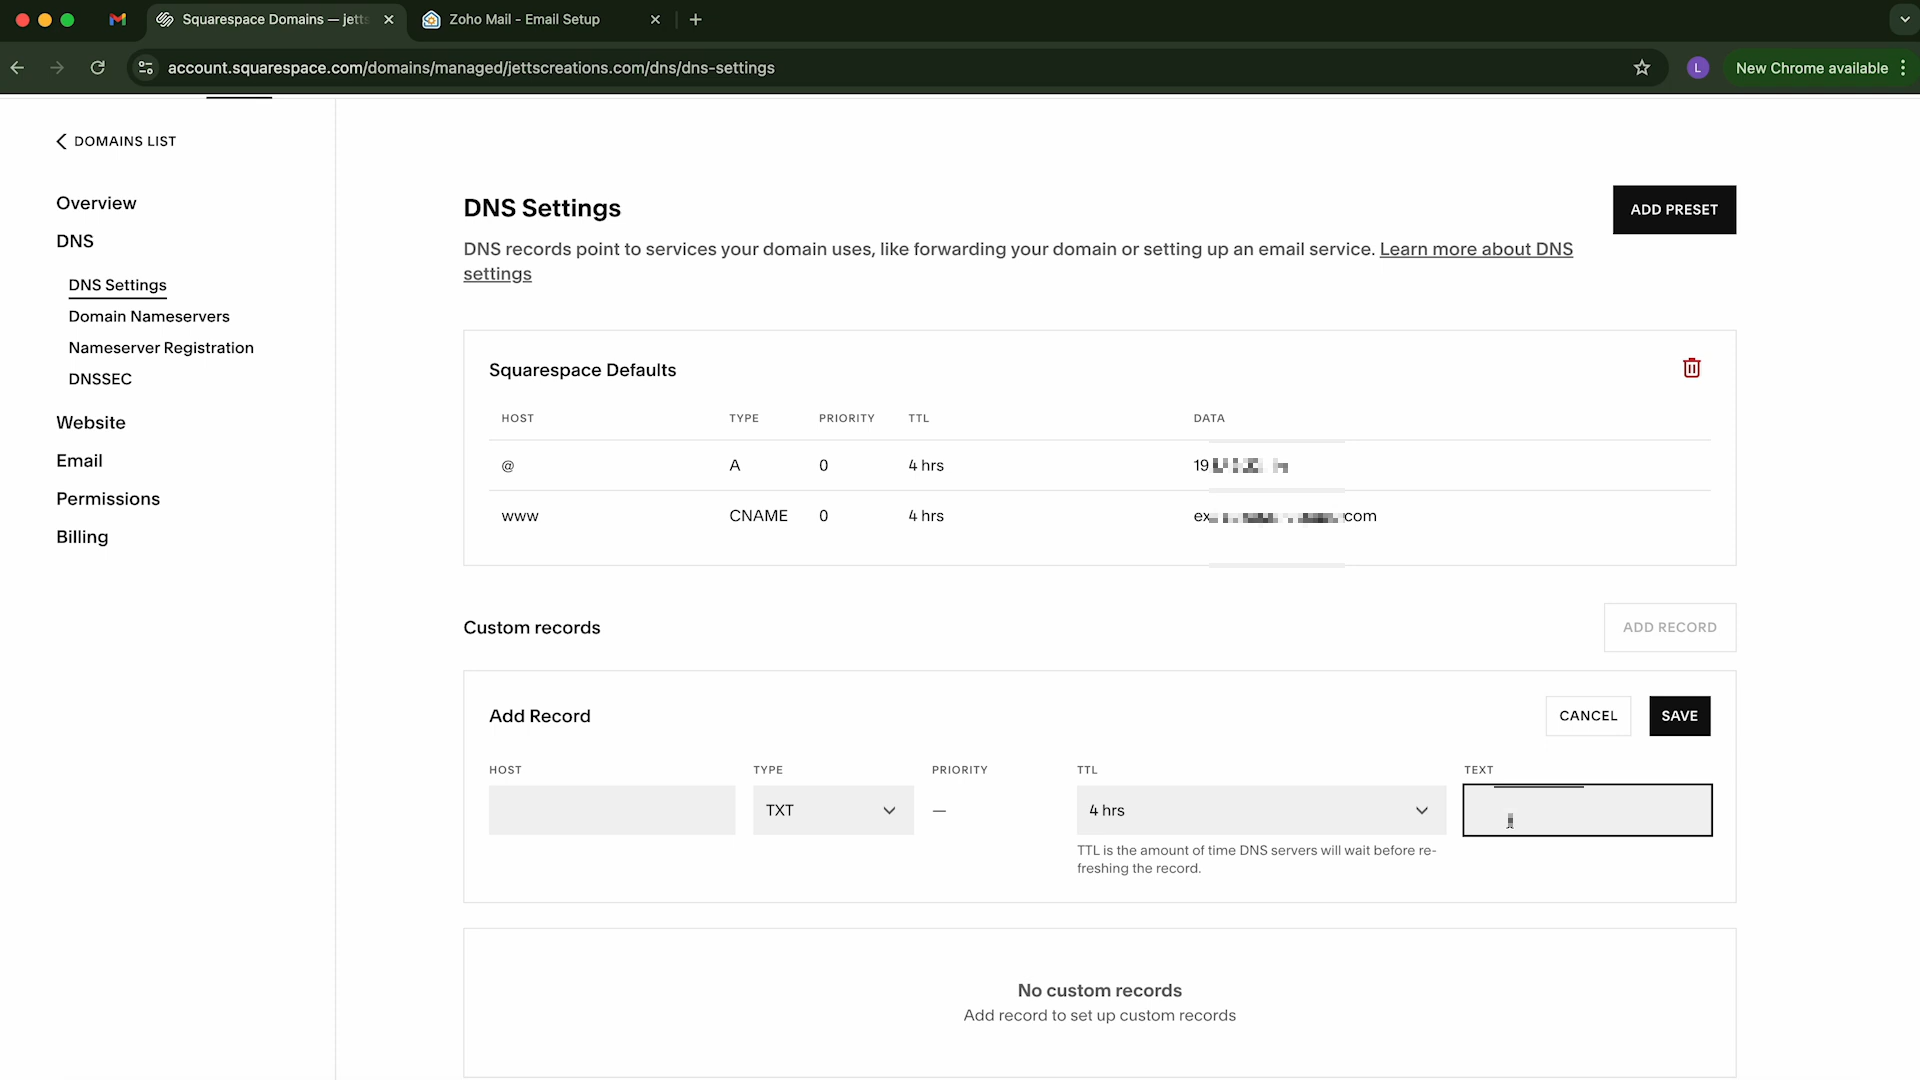 Squarespace Domains — jetts
Zoho Mail - Email Setup
account.squarespace.com/domains/managed/jettscreations.com/dns/dns-settings
L
New Chrome available
DOMAINS LIST
Overview
DNS
DNS Settings
Domain Nameservers
Nameserver Registration
DNSSEC
Website
Email
Permissions
Billing
DNS Settings
ADD PRESET
DNS records point to services your domain uses, like forwarding your domain or setting up an email service. Learn more about DNS
settings
Squarespace Defaults
HOST TYPE PRIORITY TTL DATA
@ A 0 4 hrs 19
www CNAME 0 4 hrs ex com
Custom records
ADD RECORD
Add Record
CANCEL
SAVE
HOST TYPE PRIORITY TTL TEXT
TXT — 4 hrs
TTL is the amount of time DNS servers will wait before re-
freshing the record.
No custom records
Add record to set up custom records